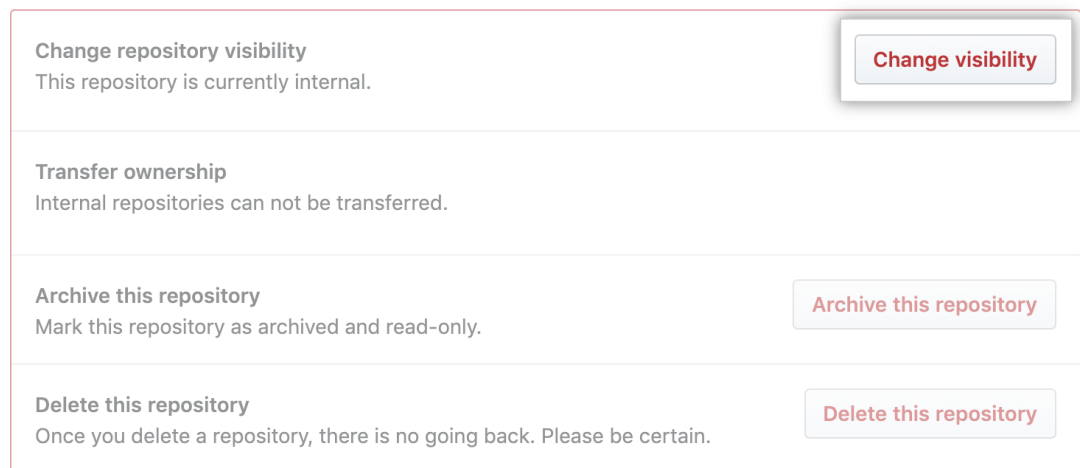 Change repository visibility
This repository is currently internal.
Change visibility
Transfer ownership
Internal repositories can not be transferred.
Archive this repository
Mark this repository as archived and read-only.
Archive this repository
Delete this repository
Once you delete a repository, there is no going back. Please be certain.
Delete this repository